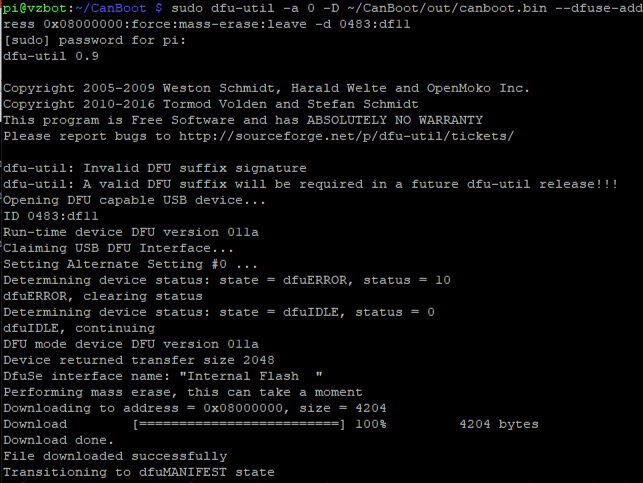 pi@vzbot:~/CanBoot $ sudo dfu-util -a 0 -D ~/CanBoot/out/canboot.bin --dfuse-add
ress 0x08000000:force:mass-erase:leave -d 0483:df11
[sudo] password for pi:
dfu-util 0.9
Copyright 2005-2009 Weston Schmidt, Harald Welte and OpenMoko Inc.
Copyright 2010-2016 Tormod Volden and Stefan Schmidt
This program is Free Software and has ABSOLUTELY NO WARRANTY
Please report bugs to http://sourceforge.net/p/dfu-util/tickets/
dfu-util: Invalid DFU suffix signature
dfu-util: A valid DFU suffix will be required in a future dfu-util release!!!
Opening DFU capable USB device...
ID 0483:df11
Run-time device DFU version 011a
Claiming USB DFU Interface...
Setting Alternate Setting #0 ...
Determining device status: state = dfuERROR, status = 10
dfuERROR, clearing status
Determining device status: state = dfuIDLE, status = 0
dfuIDLE, continuing
DFU mode device DFU version 011a
Device returned transfer size 2048
DfuSe interface name: "Internal Flash  "
Performing mass erase, this can take a moment
Downloading to address = 0x08000000, size = 4204
Download        [=========================] 100%         4204 bytes
Download done.
File downloaded successfully
Transitioning to dfuMANIFEST state